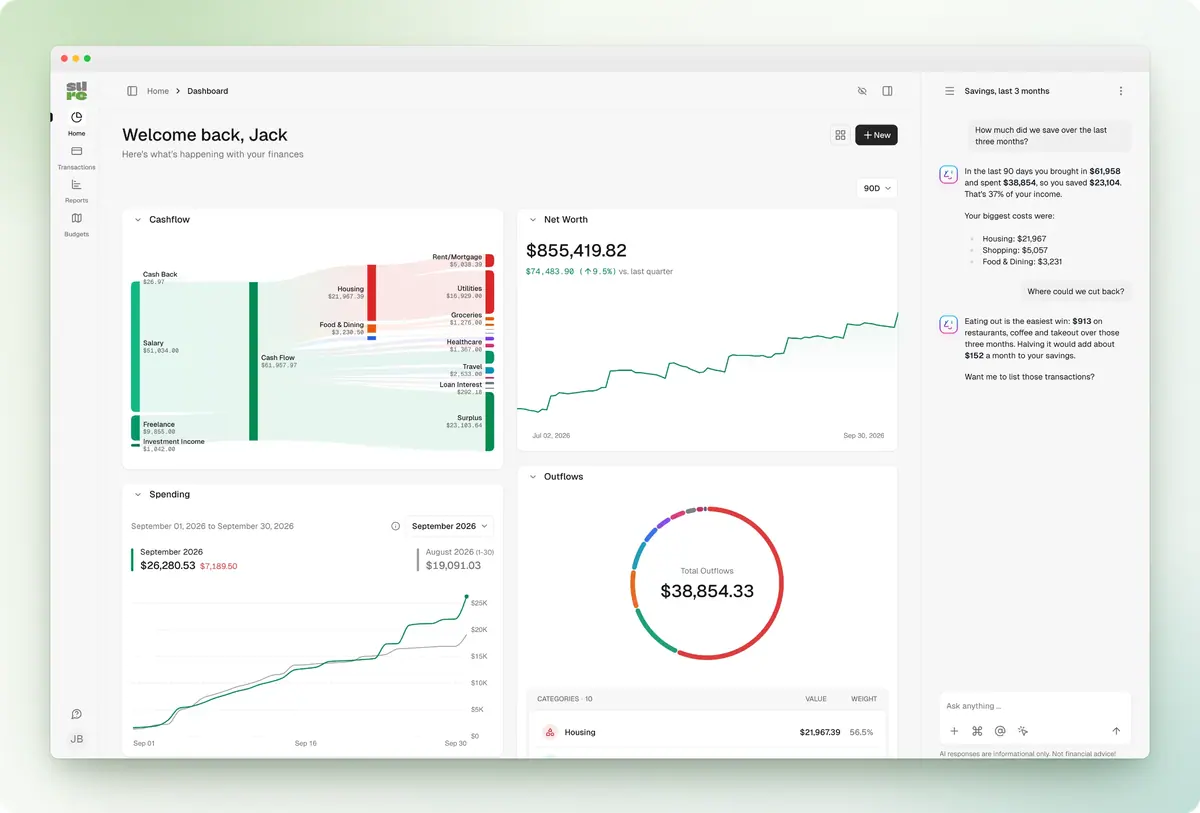 sure
Home
Transactions
Reports
Budgets
JB
Home > Dashboard
Welcome back, Jack
Here's what's happening with your finances
+ New
90D
Cashflow
Cash Back
$26.97
Salary
$51,034.00
Freelance
$9,855.00
Investment Income
$1,042.00
Cash Flow
$61,957.97
Housing
$21,967.39
Food & Dining
$3,230.50
Rent/Mortgage
$5,038.39
Utilities
$16,929.00
Groceries
$1,276.00
Healthcare
$1,367.00
Travel
$2,533.00
Loan Interest
$292.18
Surplus
$23,103.64
Net Worth
$855,419.82
$74,483.90 (↑9.5%) vs. last quarter
Jul 02, 2026
Sep 30, 2026
Spending
September 01, 2026 to September 30, 2026
September 2026
September 2026
$26,280.53 $7,189.50
August 2026 (1-30)
$19,091.03
$25K
$20K
$15K
$10K
$5K
$0
Sep 01
Sep 16
Sep 30
Outflows
Total Outflows
$38,854.33
CATEGORIES · 10
VALUE
WEIGHT
Housing
$21,967.39
56.5%
Savings, last 3 months
How much did we save over the last
three months?
In the last 90 days you brought in $61,958
and spent $38,854, so you saved $23,104.
That's 37% of your income.
Your biggest costs were:
Housing: $21,967
Shopping: $5,057
Food & Dining: $3,231
Where could we cut back?
Eating out is the easiest win: $913 on
restaurants, coffee and takeout over those
three months. Halving it would add about
$152 a month to your savings.
Want me to list those transactions?
Ask anything ...
AI responses are informational only. Not financial advice!